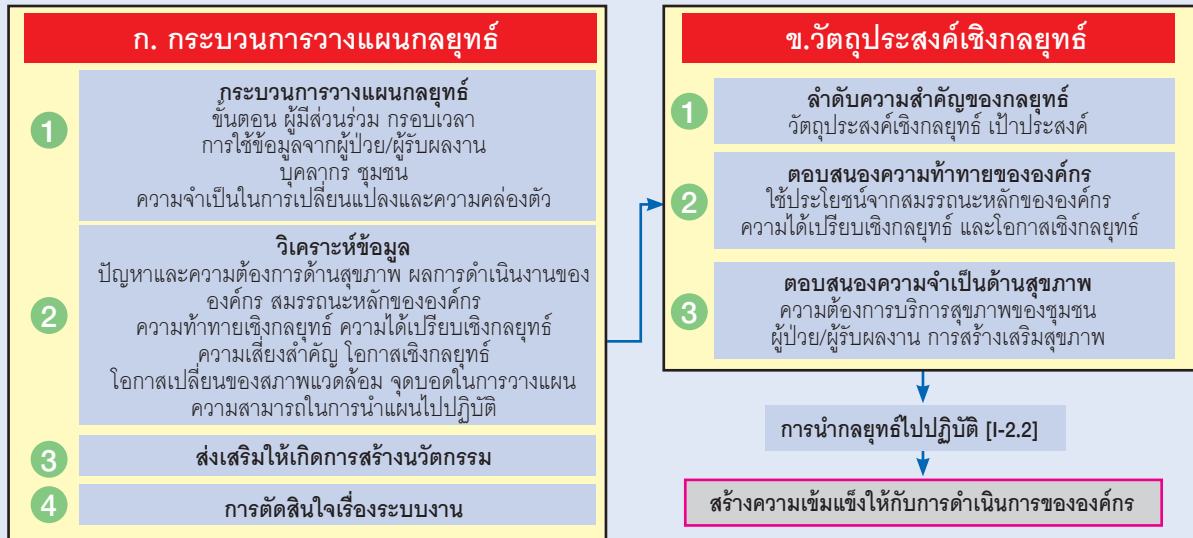 ก. กระบวนการวางแผนกลยุทธ์
1
กระบวนการวางแผนกลยุทธ์
ขั้นตอน ผู้มีส่วนร่วม กรอบเวลา
การใช้ข้อมูลจากผู้ป่วย/ผู้รับผลงาน
บุคลากร ชุมชน
ความจำเป็นในการเปลี่ยนแปลงและความคล่องตัว
2
วิเคราะห์ข้อมูล
ปัญหาและความต้องการด้านสุขภาพ ผลการดำเนินงานของ
องค์กร สมรรถนะหลักขององค์กร
ความท้าทายเชิงกลยุทธ์ ความได้เปรียบเชิงกลยุทธ์
ความเสี่ยงสำคัญ โอกาสเชิงกลยุทธ์
โอกาสเปลี่ยนของสภาพแวดล้อม จุดบอดในการวางแผน
ความสามารถในการนำแผนไปปฏิบัติ
3
ส่งเสริมให้เกิดการสร้างนวัตกรรม
4
การตัดสินใจเรื่องระบบงาน
ข.วัตถุประสงค์เชิงกลยุทธ์
1
ลำดับความสำคัญของกลยุทธ์
วัตถุประสงค์เชิงกลยุทธ์ เป้าประสงค์
2
ตอบสนองความท้าทายขององค์กร
ใช้ประโยชน์จากสมรรถนะหลักขององค์กร
ความได้เปรียบเชิงกลยุทธ์ และโอกาสเชิงกลยุทธ์
3
ตอบสนองความจำเป็นด้านสุขภาพ
ความต้องการบริการสุขภาพของชุมชน
ผู้ป่วย/ผู้รับผลงาน การสร้างเสริมสุขภาพ
การนำกลยุทธ์ไปปฏิบัติ [I-2.2]
สร้างความเข้มแข็งให้กับการดำเนินการขององค์กร